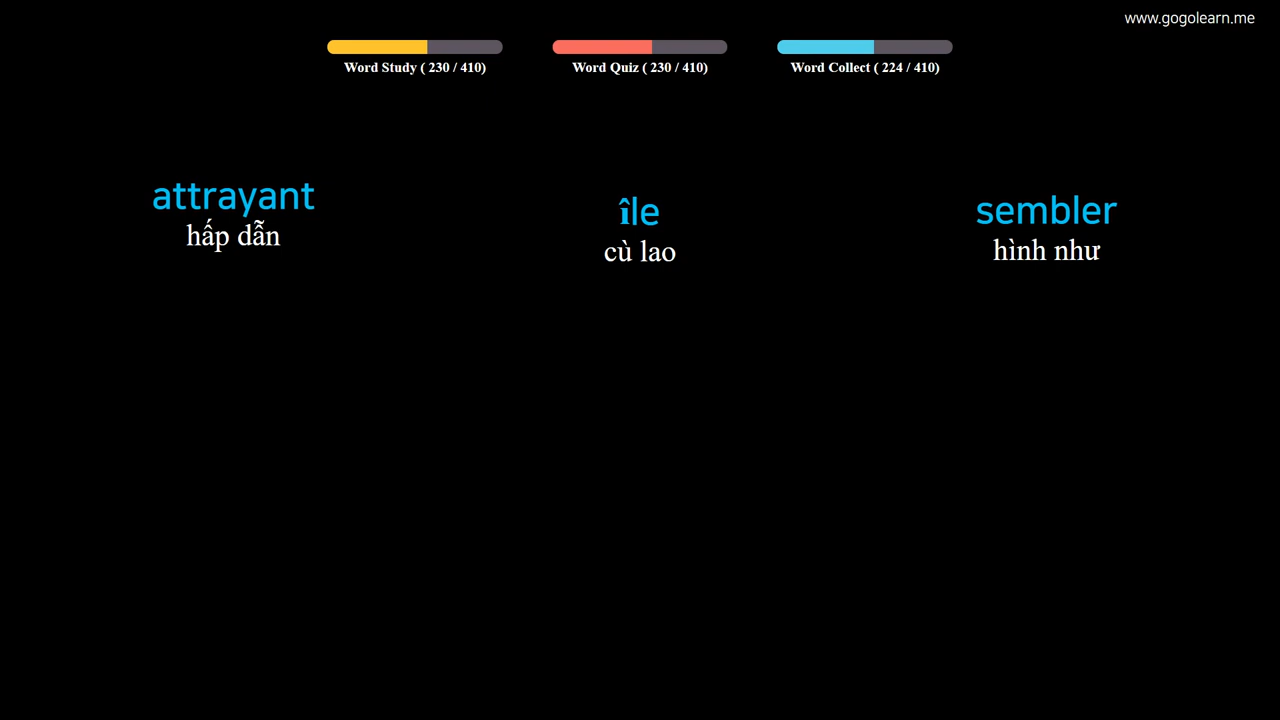 www.gogolearn.me
Word Study ( 230 / 410)
Word Quiz ( 230 / 410)
Word Collect ( 224 / 410)
attrayant
hấp dẫn
île
cù lao
sembler
hình như